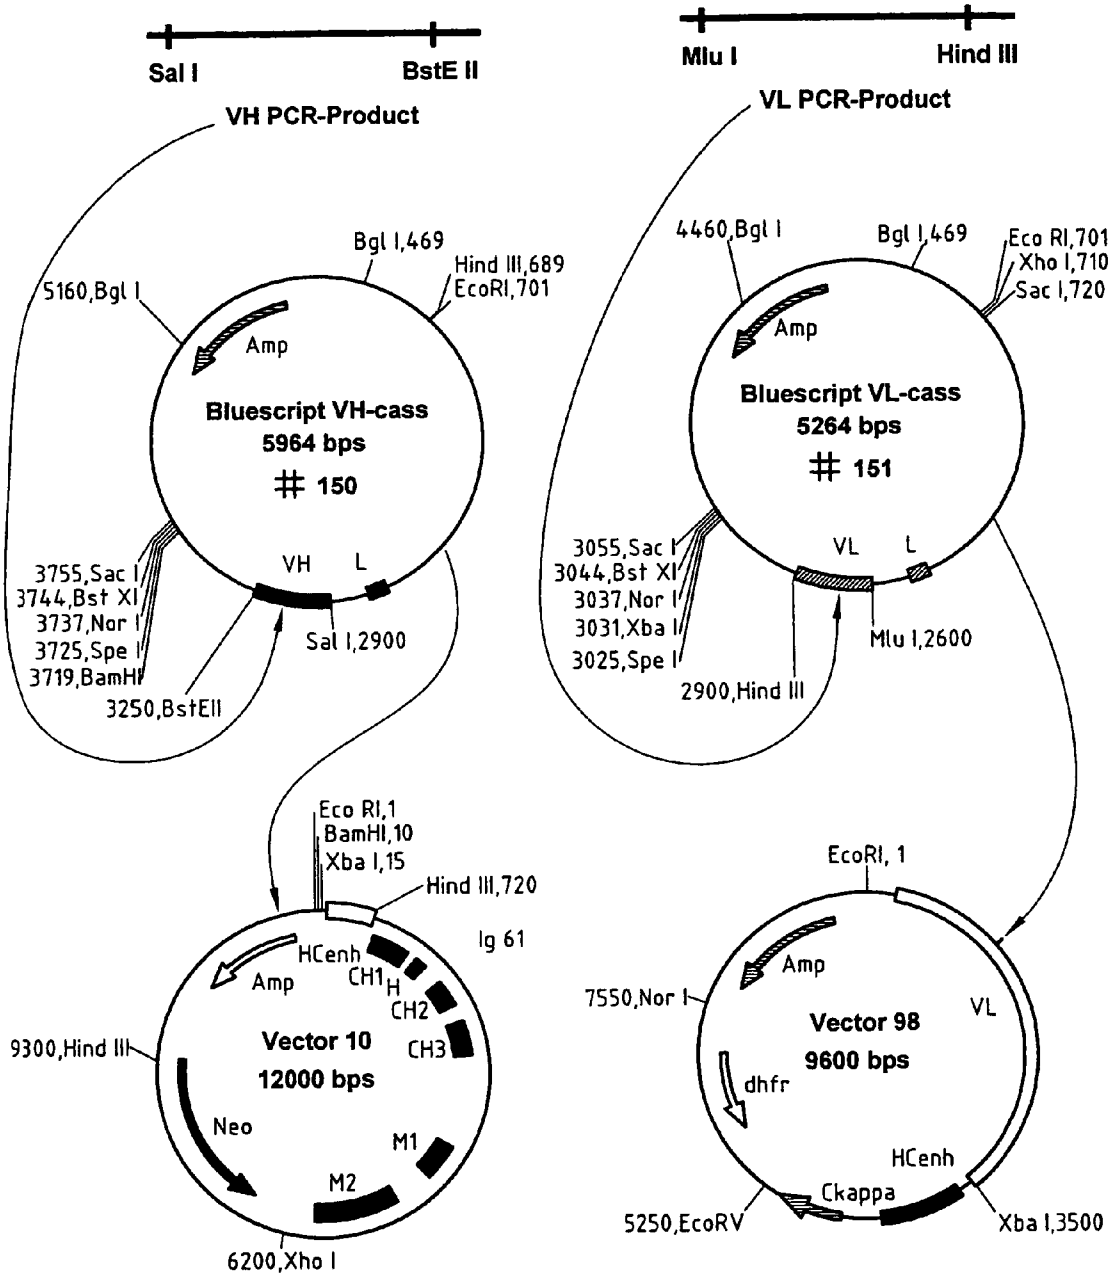 Sal I
BstE II
VH PCR-Product
Mlu I
Hind III
VL PCR-Product
5160,Bgl I
Bgl I,469
Hind III,689
EcoRI,701
Amp
Bluescript VH-cass
5964 bps
# 150
VH
L
3755,Sac I
3744,Bst XI
3737,Nor I
3725,Spe I
3719,BamHI
3250,BstEII
Sal I,2900
4460,Bgl I
Bgl I,469
Eco RI,701
Xho I,710
Sac I,720
Amp
Bluescript VL-cass
5264 bps
# 151
VL
L
3055,Sac I
3044,Bst XI
3037,Nor I
3031,Xba I
3025,Spe I
2900,Hind III
Mlu I,2600
Eco RI,1
BamHI,10
Xba I,15
Hind III,720
Ig 61
HCenh
Amp
CH1
H
CH2
CH3
9300,Hind III
Vector 10
12000 bps
Neo
M1
M2
6200,Xho I
EcoRI, 1
Amp
7550,Nor I
VL
Vector 98
9600 bps
dhfr
HCenh
Ckappa
5250,EcoRV
Xba I,3500